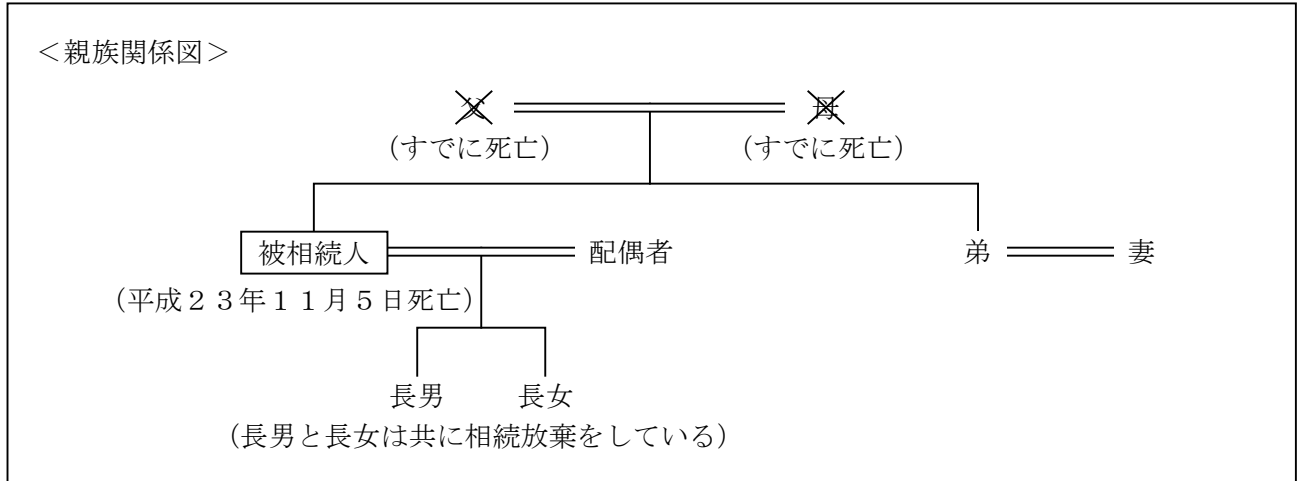 ＜親族関係図＞
父 母
（すでに死亡） （すでに死亡）
被相続人 配偶者 弟 妻
（平成２３年１１月５日死亡）
長男 長女
（長男と長女は共に相続放棄をしている）